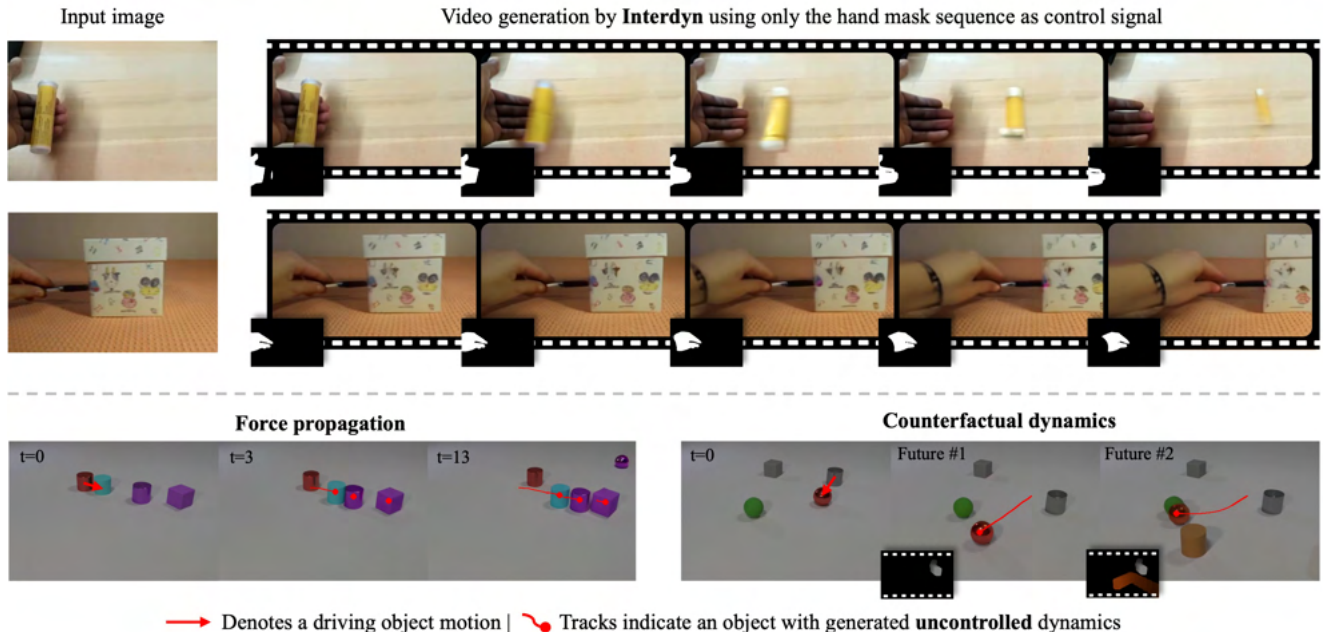 Input image
Video generation by Interdyn using only the hand mask sequence as control signal
Force propagation
Counterfactual dynamics
t=0
t=3
t=13
t=0
Future #1
Future #2
Denotes a driving object motion |
Tracks indicate an object with generated uncontrolled dynamics